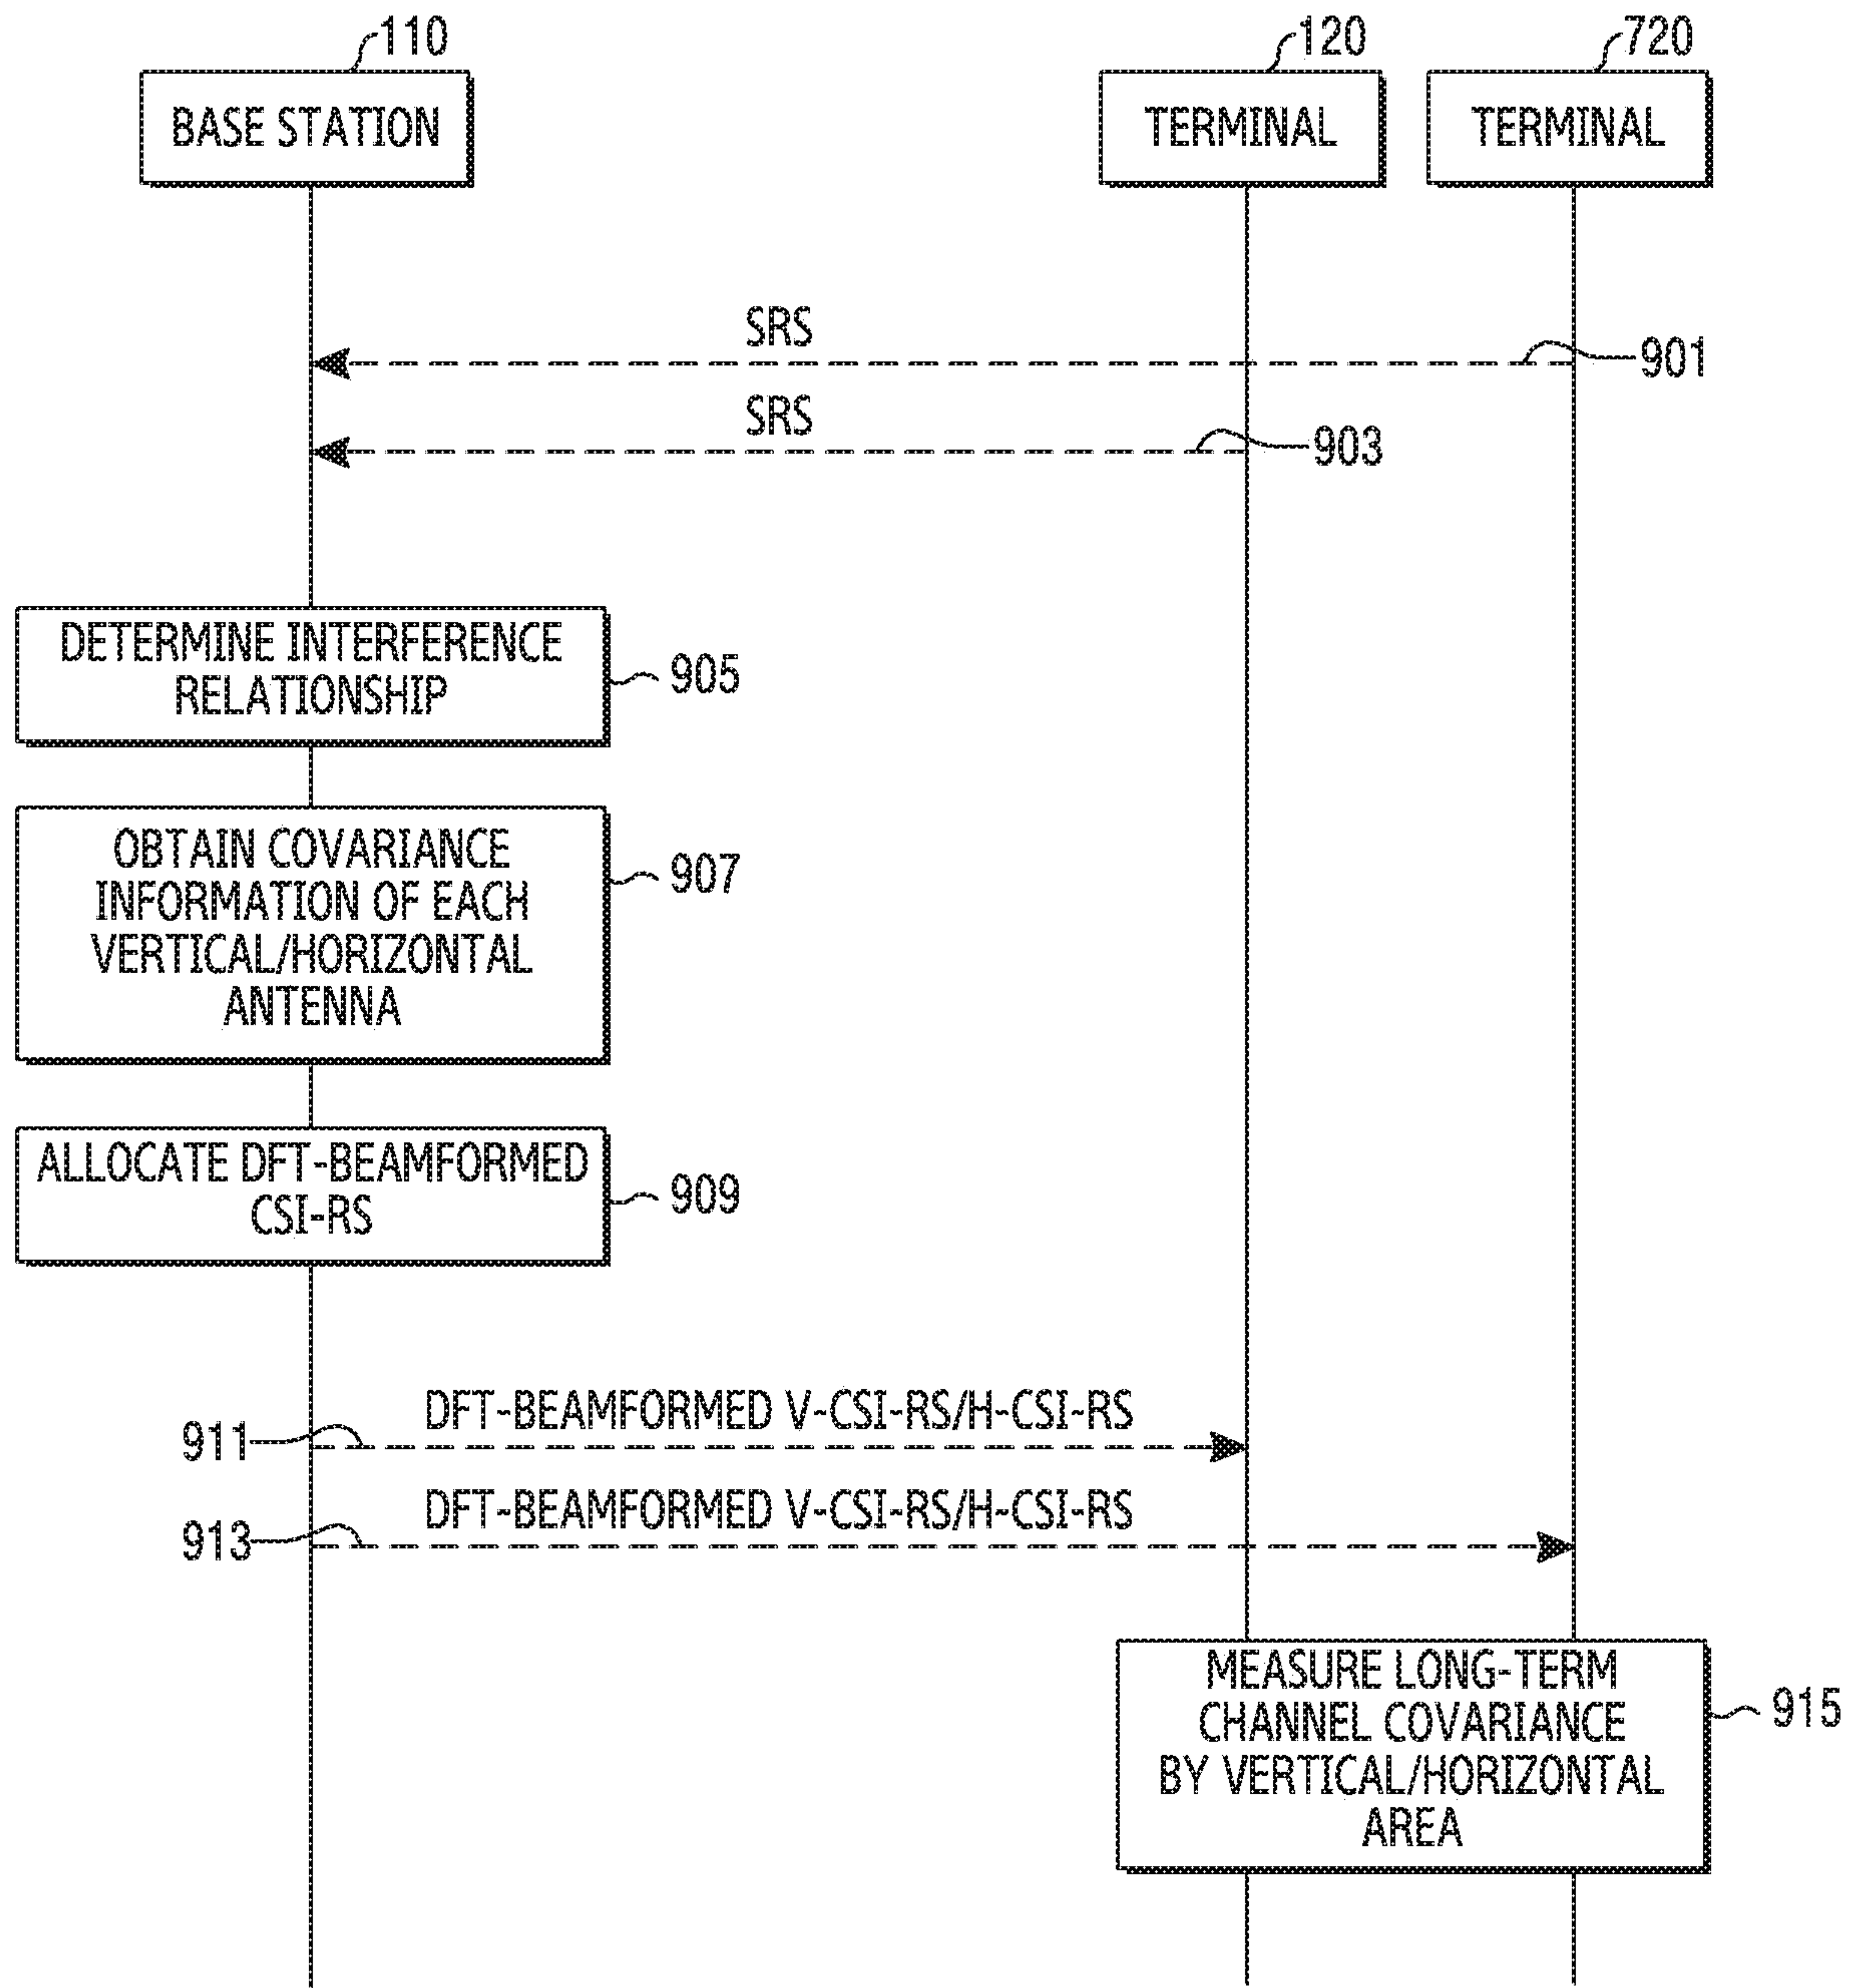 110
120
720
BASE STATION
TERMINAL
TERMINAL
SRS
901
SRS
903
DETERMINE INTERFERENCE
RELATIONSHIP
905
OBTAIN COVARIANCE
INFORMATION OF EACH
VERTICAL/HORIZONTAL
ANTENNA
907
ALLOCATE DFT-BEAMFORMED
CSI-RS
909
DFT-BEAMFORMED V-CSI-RS/H-CSI-RS
911
DFT-BEAMFORMED V-CSI-RS/H-CSI-RS
913
MEASURE LONG-TERM
CHANNEL COVARIANCE
BY VERTICAL/HORIZONTAL
AREA
915